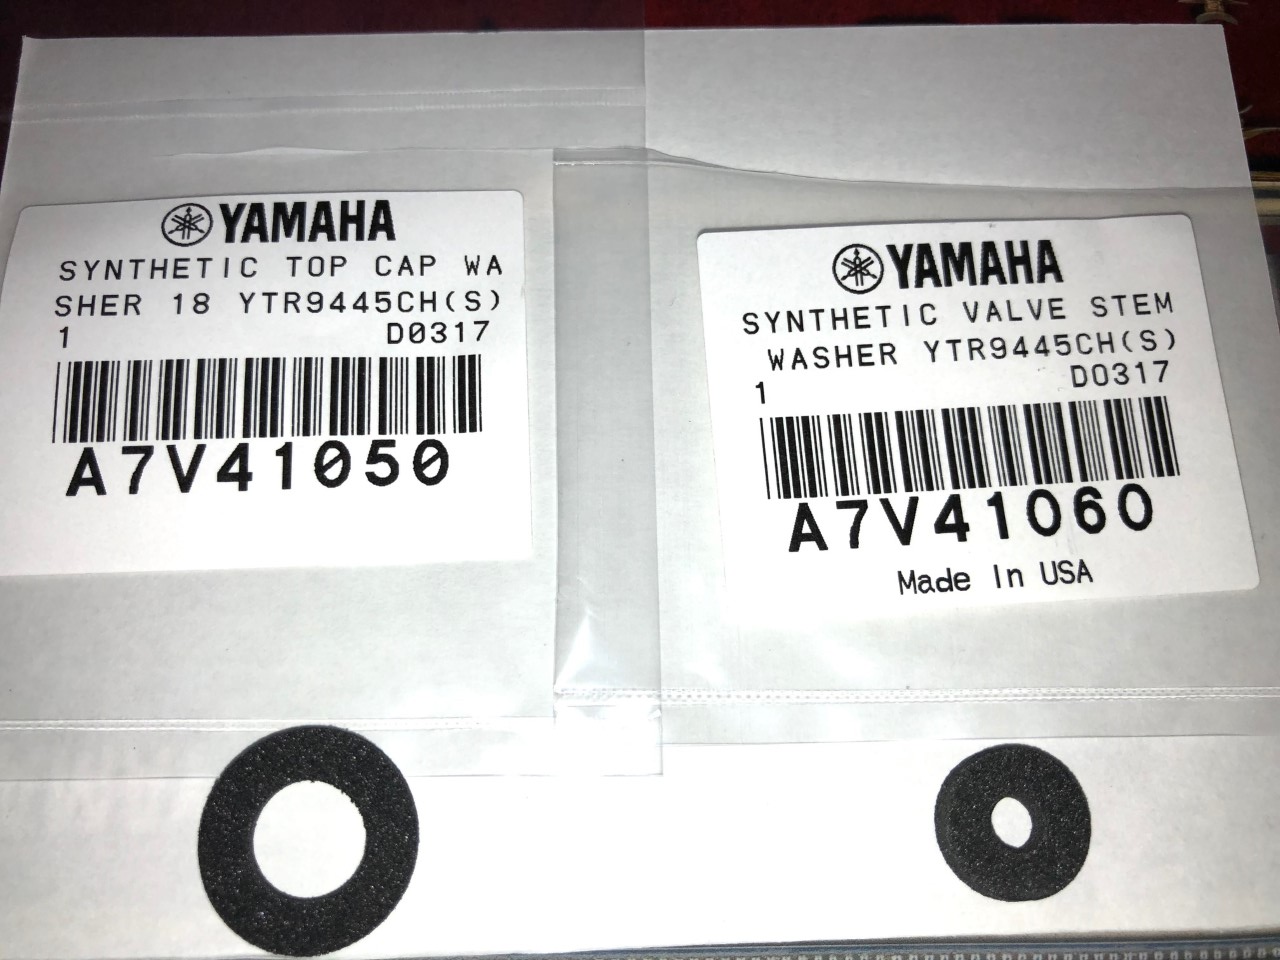 YAMAHA
SYNTHETIC TOP CAP WA
SHER 18 YTR9445CH(S)
1 D0317
A7V41050
YAMAHA
SYNTHETIC VALVE STEM
WASHER YTR9445CH(S)
1 D0317
A7V41060
Made In USA